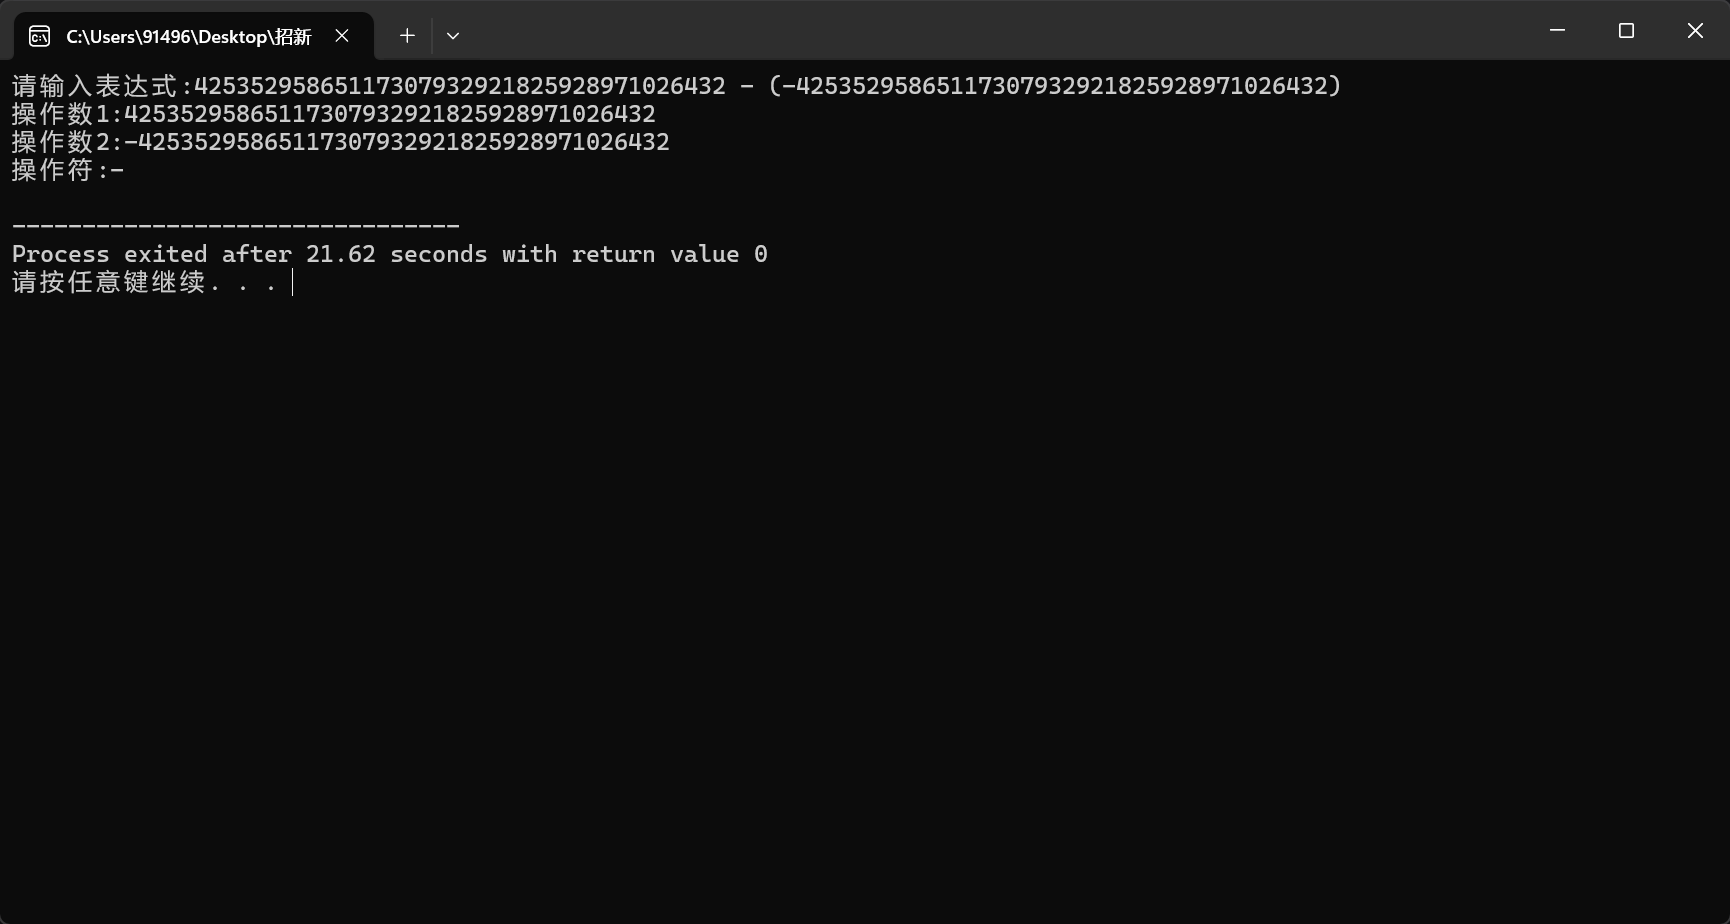 C:\Users\91496\Desktop\招新
请输入表达式:42535295865117307932921825928971026432 - (-42535295865117307932921825928971026432)
操作数1:42535295865117307932921825928971026432
操作数2:-42535295865117307932921825928971026432
操作符:-
--------------------------------
Process exited after 21.62 seconds with return value 0
请按任意键继续. . .